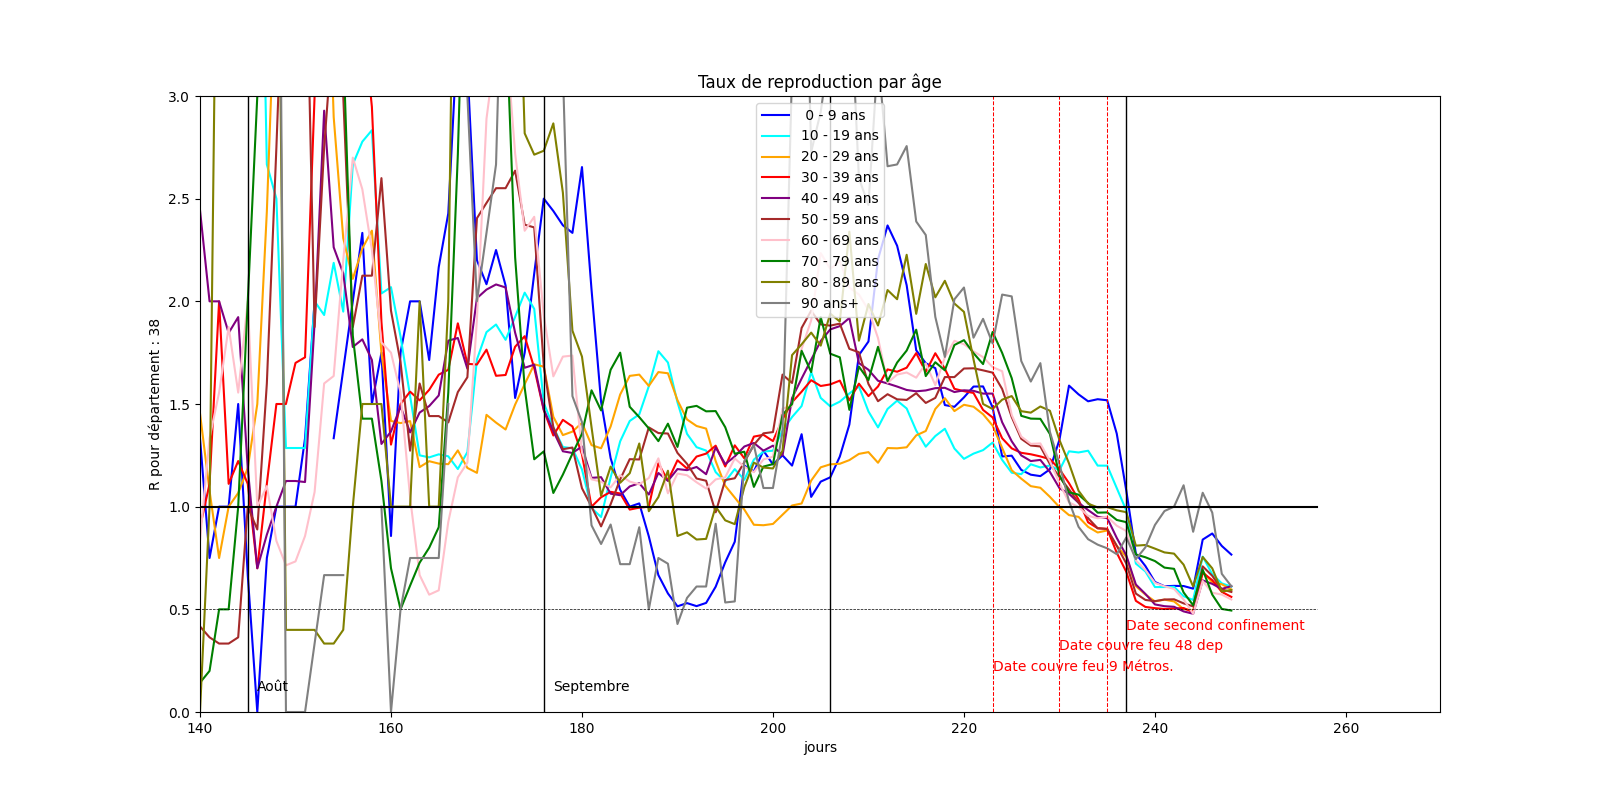 Taux de reproduction par âge
3.0
2.5
2.0
1.5
1.0
0.5
0.0
R pour département : 38
0 - 9 ans
10 - 19 ans
20 - 29 ans
30 - 39 ans
40 - 49 ans
50 - 59 ans
60 - 69 ans
70 - 79 ans
80 - 89 ans
90 ans+
Date second confinement
Date couvre feu 48 dep
Date couvre feu 9 Métros.
Août
Septembre
140
160
180
200
220
240
260
jours